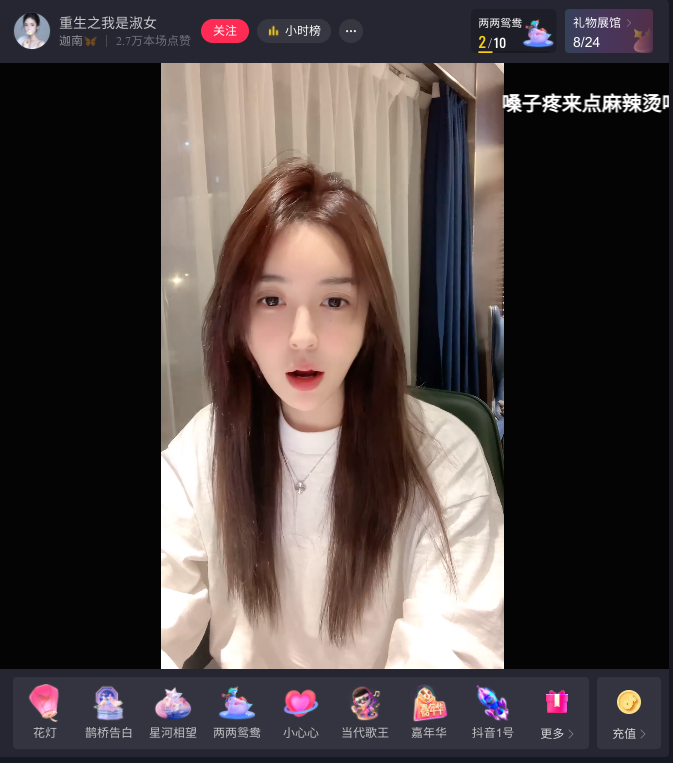 重生之我是淑女
迦南🦋 | 2.7万本场点赞
关注
小时榜
两两鸳鸯
2/10
礼物展馆
8/24
嗓子疼来点麻辣烫
嘉年华
花灯
鹊桥告白
星河相望
两两鸳鸯
小心心
当代歌王
嘉年华
抖音1号
更多
充值